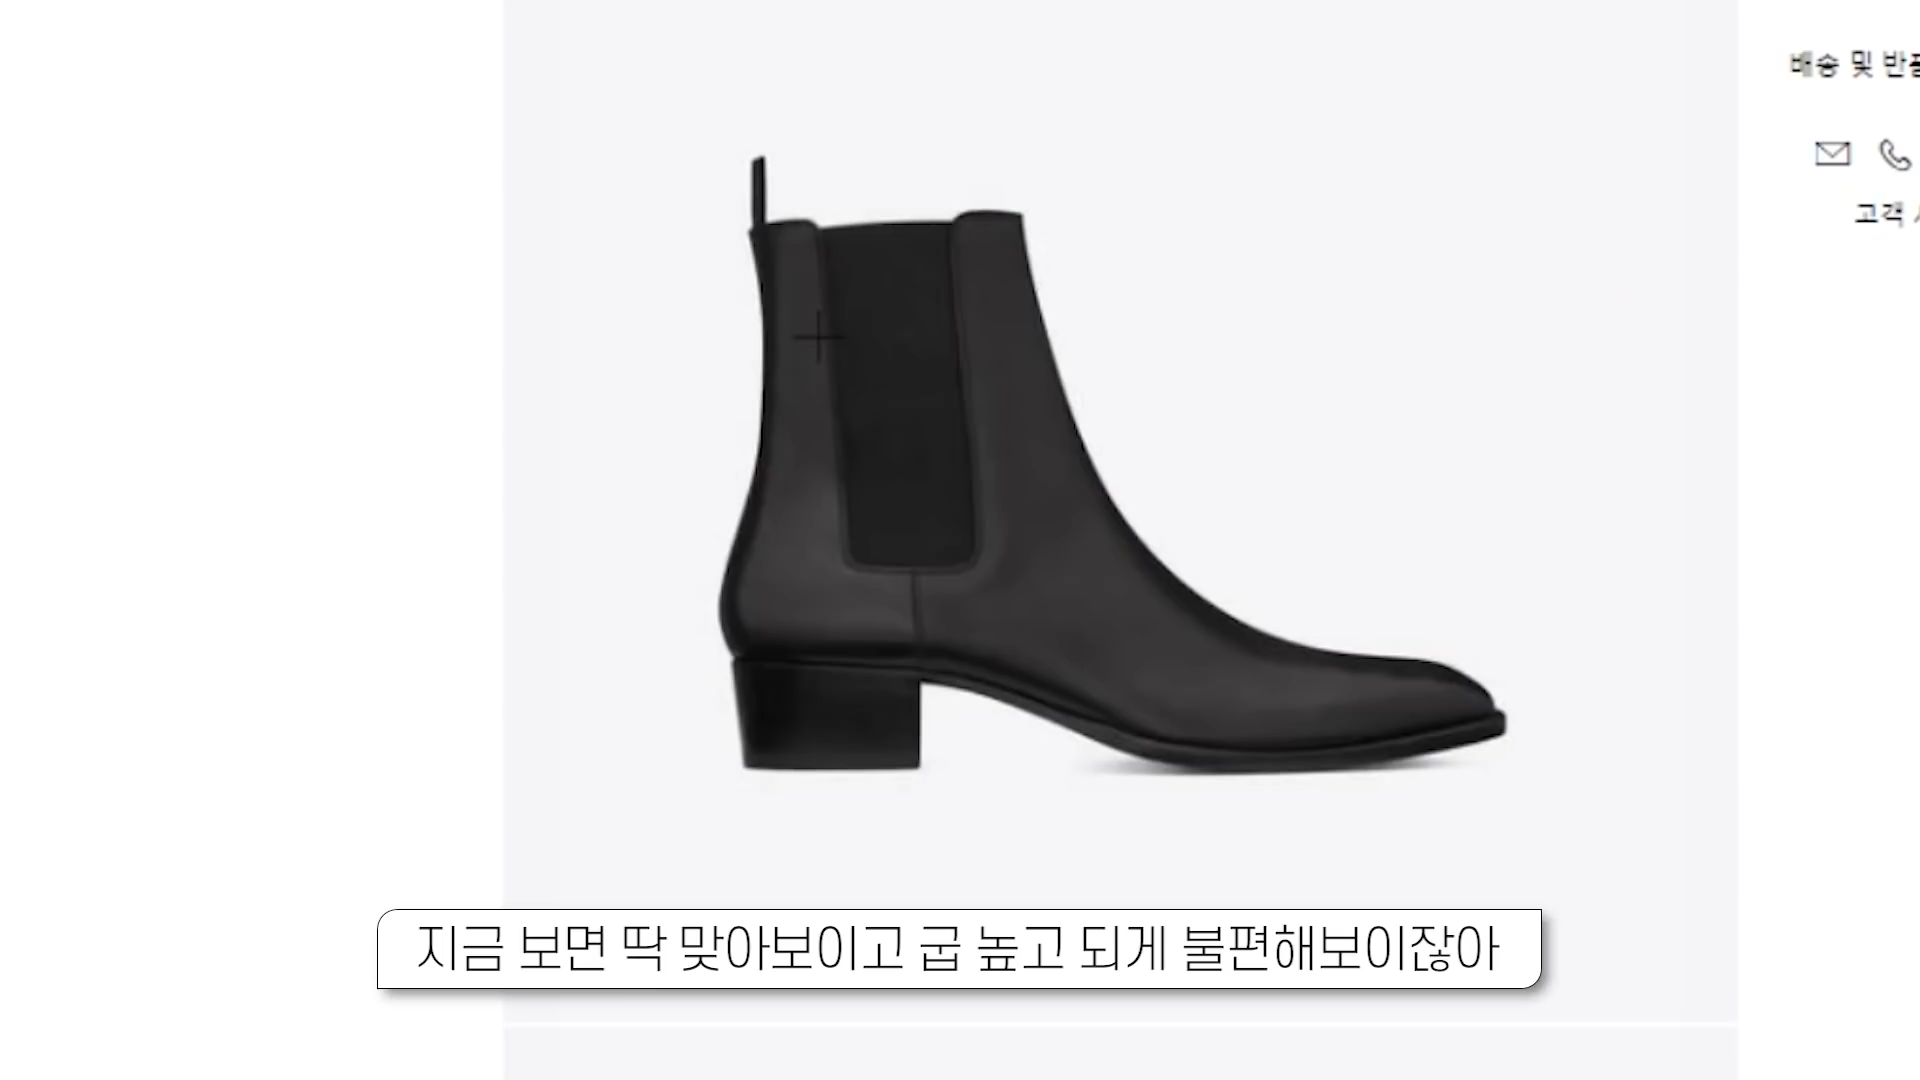 배송 및
고객
지금 보면 딱 맞아보이고 굽 높고 되게 불편해보이잖아